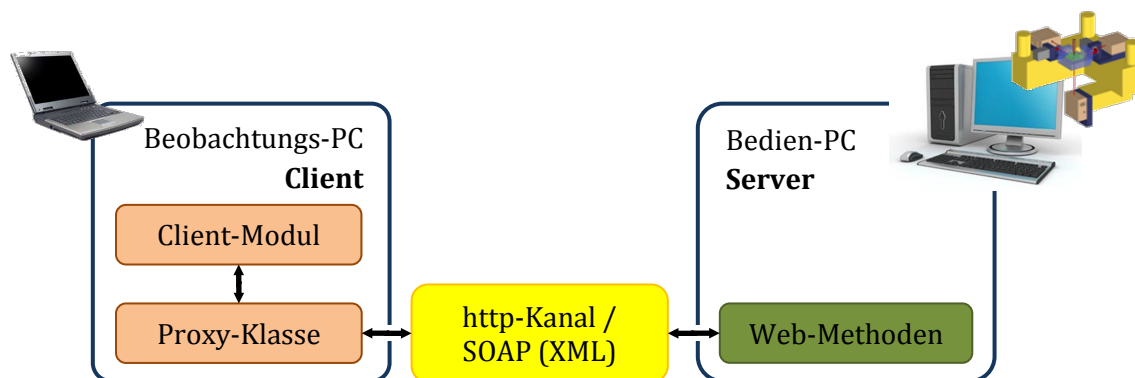 Beobachtungs-PC
Client
Client-Modul
Proxy-Klasse
http-Kanal /
SOAP (XML)
Bedien-PC
Server
Web-Methoden